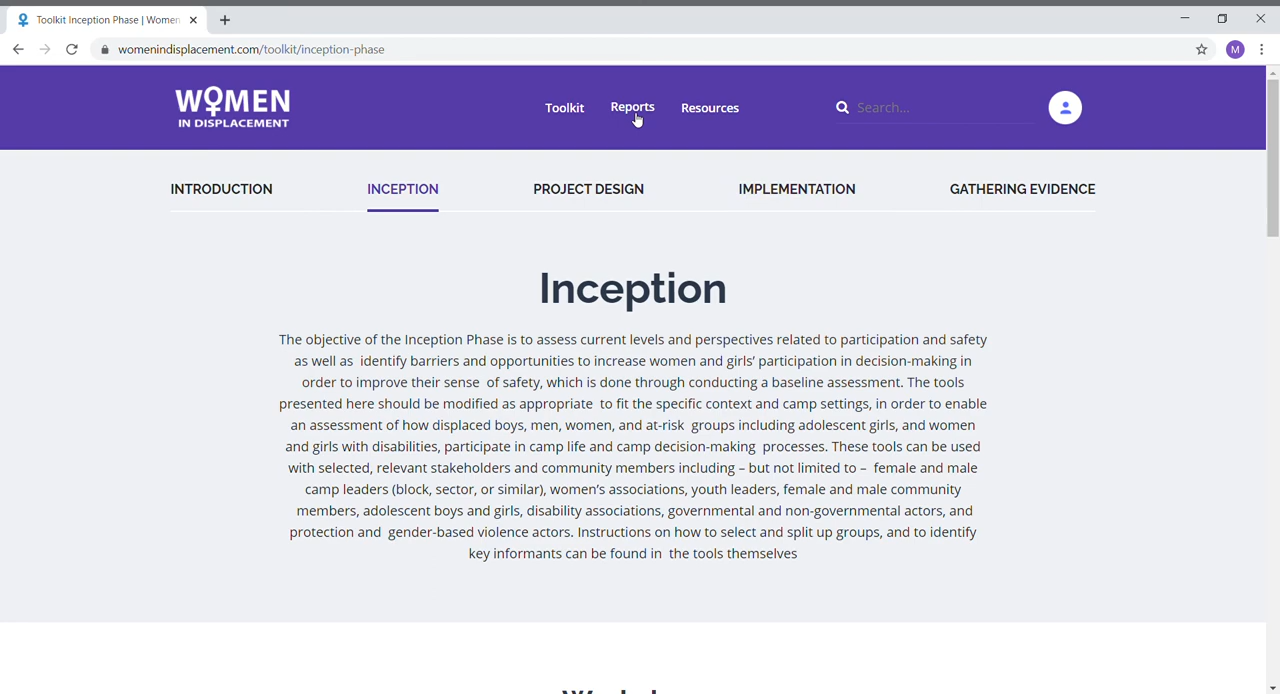 Toolkit Inception Phase | Women
womenindisplacement.com/toolkit/inception-phase
M
WOMEN
IN DISPLACEMENT
Toolkit
Reports
Resources
Search...
INTRODUCTION
INCEPTION
PROJECT DESIGN
IMPLEMENTATION
GATHERING EVIDENCE
Inception
The objective of the Inception Phase is to assess current levels and perspectives related to participation and safety
as well as identify barriers and opportunities to increase women and girls’ participation in decision-making in
order to improve their sense of safety, which is done through conducting a baseline assessment. The tools
presented here should be modified as appropriate to fit the specific context and camp settings, in order to enable
an assessment of how displaced boys, men, women, and at-risk groups including adolescent girls, and women
and girls with disabilities, participate in camp life and camp decision-making processes. These tools can be used
with selected, relevant stakeholders and community members including – but not limited to – female and male
camp leaders (block, sector, or similar), women’s associations, youth leaders, female and male community
members, adolescent boys and girls, disability associations, governmental and non-governmental actors, and
protection and gender-based violence actors. Instructions on how to select and split up groups, and to identify
key informants can be found in the tools themselves